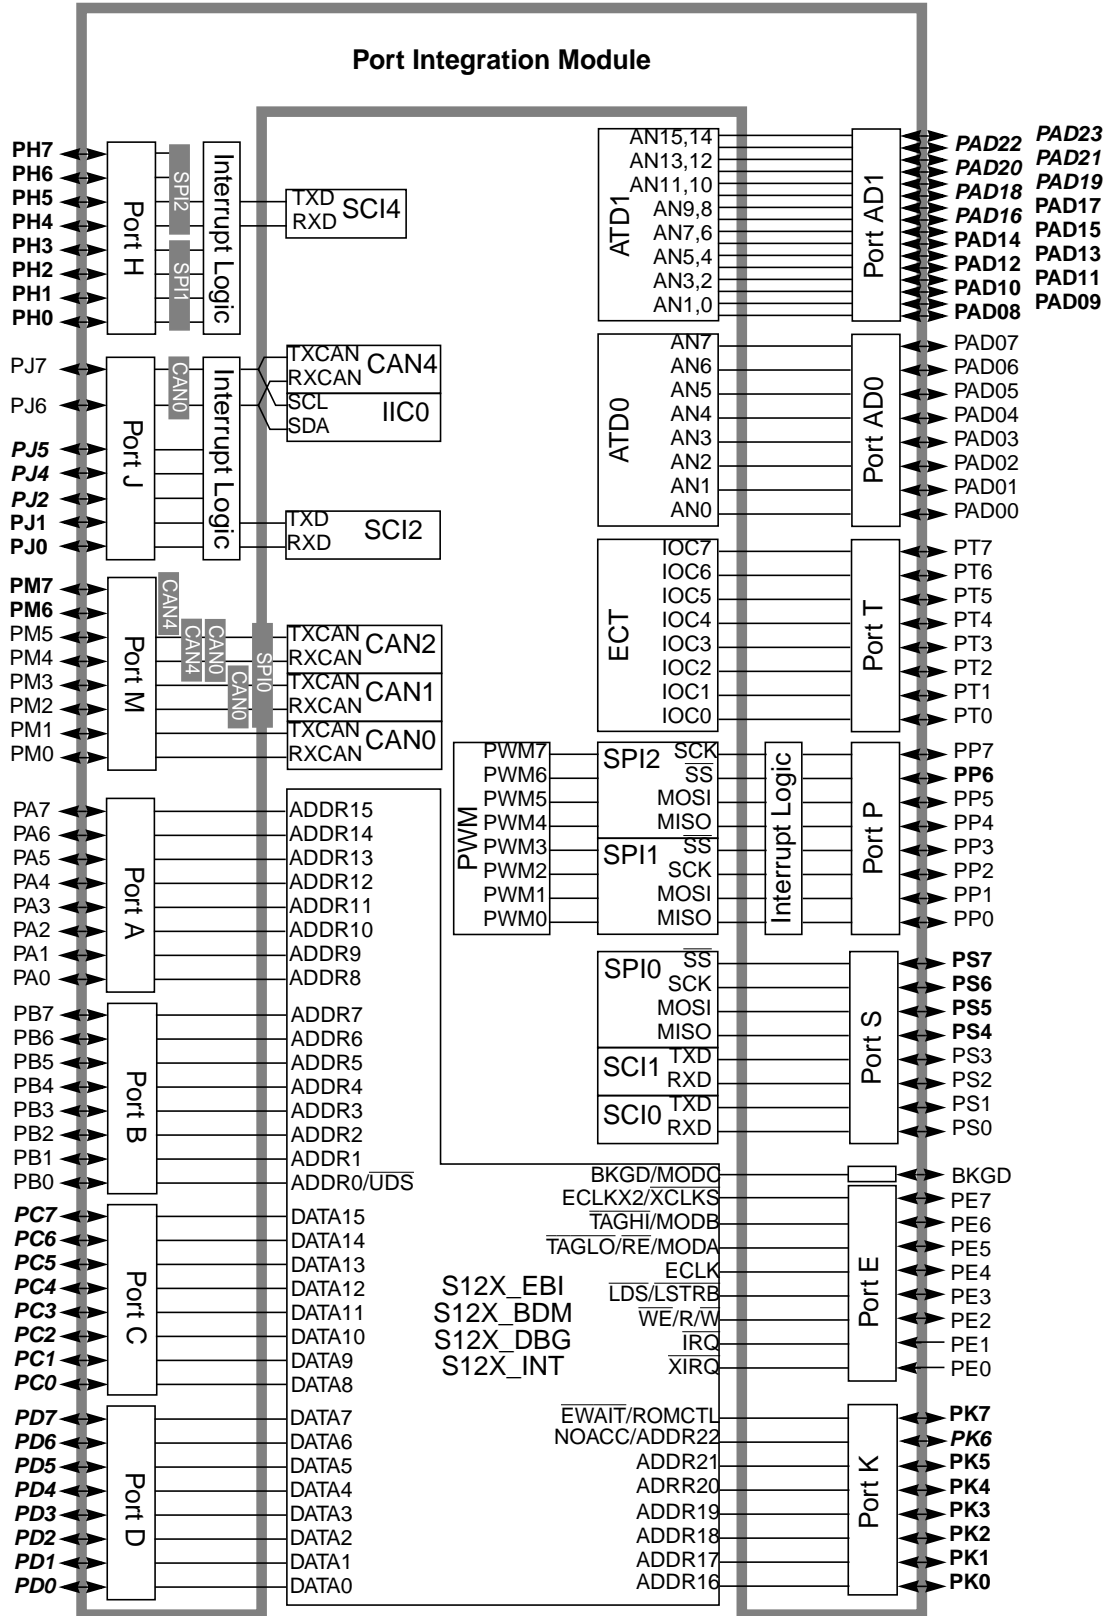 Port Integration Module
PH7
PH6
PH5
PH4
PH3
PH2
PH1
PH0
Port H
SPI2
SPI1
Interrupt Logic
TXD
RXD
SCI4
PJ7
PJ6
PJ5
PJ4
PJ2
PJ1
PJ0
Port J
CAN0
Interrupt Logic
TXCAN
RXCAN
CAN4
SCL
SDA
IIC0
TXD
RXD
SCI2
PM7
PM6
PM5
PM4
PM3
PM2
PM1
PM0
Port M
CAN4
CAN4
CAN0
CAN0
SPI0
TXCAN
RXCAN
CAN2
TXCAN
RXCAN
CAN1
TXCAN
RXCAN
CAN0
PA7
PA6
PA5
PA4
PA3
PA2
PA1
PA0
Port A
ADDR15
ADDR14
ADDR13
ADDR12
ADDR11
ADDR10
ADDR9
ADDR8
PB7
PB6
PB5
PB4
PB3
PB2
PB1
PB0
Port B
ADDR7
ADDR6
ADDR5
ADDR4
ADDR3
ADDR2
ADDR1
ADDR0/UDS
PC7
PC6
PC5
PC4
PC3
PC2
PC1
PC0
Port C
DATA15
DATA14
DATA13
DATA12
DATA11
DATA10
DATA9
DATA8
PD7
PD6
PD5
PD4
PD3
PD2
PD1
PD0
Port D
DATA7
DATA6
DATA5
DATA4
DATA3
DATA2
DATA1
DATA0
S12X_EBI
S12X_BDM
S12X_DBG
S12X_INT
ATD1
AN15,14
AN13,12
AN11,10
AN9,8
AN7,6
AN5,4
AN3,2
AN1,0
Port AD1
PAD23
PAD22
PAD21
PAD20
PAD19
PAD18
PAD17
PAD16
PAD15
PAD14
PAD13
PAD12
PAD11
PAD10
PAD09
PAD08
ATD0
AN7
AN6
AN5
AN4
AN3
AN2
AN1
AN0
Port AD0
PAD07
PAD06
PAD05
PAD04
PAD03
PAD02
PAD01
PAD00
ECT
IOC7
IOC6
IOC5
IOC4
IOC3
IOC2
IOC1
IOC0
Port T
PT7
PT6
PT5
PT4
PT3
PT2
PT1
PT0
PWM
PWM7
PWM6
PWM5
PWM4
PWM3
PWM2
PWM1
PWM0
SPI2
SCK
SS
MOSI
MISO
SPI1
SS
SCK
MOSI
MISO
Interrupt Logic
Port P
PP7
PP6
PP5
PP4
PP3
PP2
PP1
PP0
SPI0
SS
SCK
MOSI
MISO
SCI1
TXD
RXD
SCI0
TXD
RXD
Port S
PS7
PS6
PS5
PS4
PS3
PS2
PS1
PS0
BKGD/MODC
BKGD
ECLKX2/XCLKS
TAGHI/MODB
TAGLO/RE/MODA
ECLK
LDS/LSTRB
WE/R/W
IRQ
XIRQ
Port E
PE7
PE6
PE5
PE4
PE3
PE2
PE1
PE0
EWAIT/ROMCTL
NOACC/ADDR22
ADDR21
ADRR20
ADDR19
ADDR18
ADDR17
ADDR16
Port K
PK7
PK6
PK5
PK4
PK3
PK2
PK1
PK0